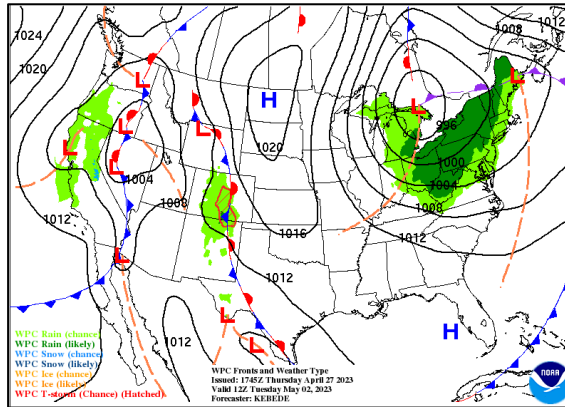 1024
1020
1012
1008
1012
L
L
H
L
L
L
L
996
L
L
1004
1020
1000
1004
1008
1008
1012
1016
1012
1012
L
1012
L
H
L
WPC Rain (chance)
WPC Rain (likely)
WPC Snow (chance)
WPC Snow (likely)
WPC Ice (chance)
WPC Ice (likely)
WPC T-storm (Chance) (Hatched)
WPC Fronts and Weather Type
Issued: 1745Z Thursday April 27 2023
Valid 12Z Tuesday May 02, 2023
Forecaster: KEBEDE
NOAA